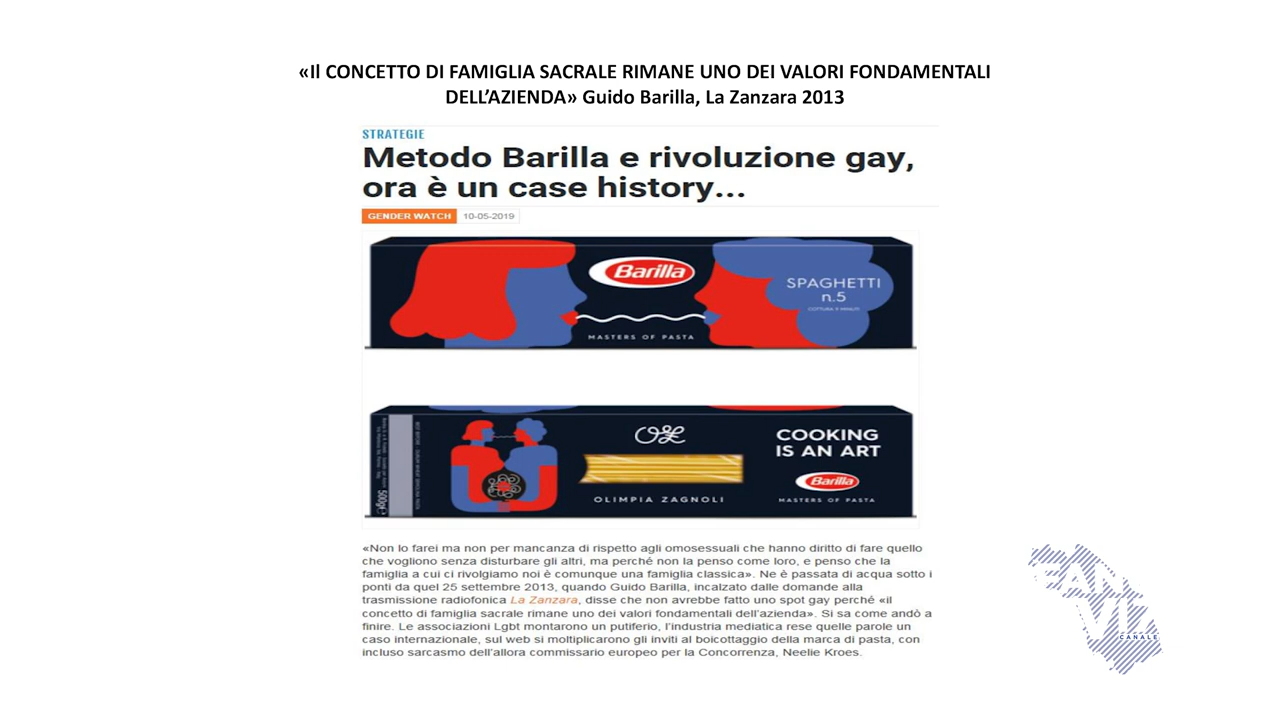 «Il CONCETTO DI FAMIGLIA SACRALE RIMANE UNO DEI VALORI FONDAMENTALI
DELL’AZIENDA» Guido Barilla, La Zanzara 2013
STRATEGIE
Metodo Barilla e rivoluzione gay,
ora è un case history...
GENDER WATCH 10-05-2019
Barilla
SPAGHETTI
n.5
COTTURA 9 MINUTI
MASTERS OF PASTA
500g℮
COOKING
IS AN ART
Barilla
OLIMPIA ZAGNOLI
MASTERS OF PASTA
«Non lo farei ma non per mancanza di rispetto agli omosessuali che hanno diritto di fare quello
che vogliono senza disturbare gli altri, ma perché non la penso come loro, e penso che la
famiglia a cui ci rivolgiamo noi è comunque una famiglia classica». Ne è passata di acqua sotto i
ponti da quel 25 settembre 2013, quando Guido Barilla, incalzato dalle domande alla
trasmissione radiofonica La Zanzara, disse che non avrebbe fatto uno spot gay perché «il
concetto di famiglia sacrale rimane uno dei valori fondamentali dell'azienda». Si sa come andò a
finire. Le associazioni Lgbt montarono un putiferio, l'industria mediatica rese quelle parole un
caso internazionale, sul web si moltiplicarono gli inviti al boicottaggio della marca di pasta, con
incluso sarcasmo dell'allora commissario europeo per la Concorrenza, Neelie Kroes.
FAM
VIZ
CANALE